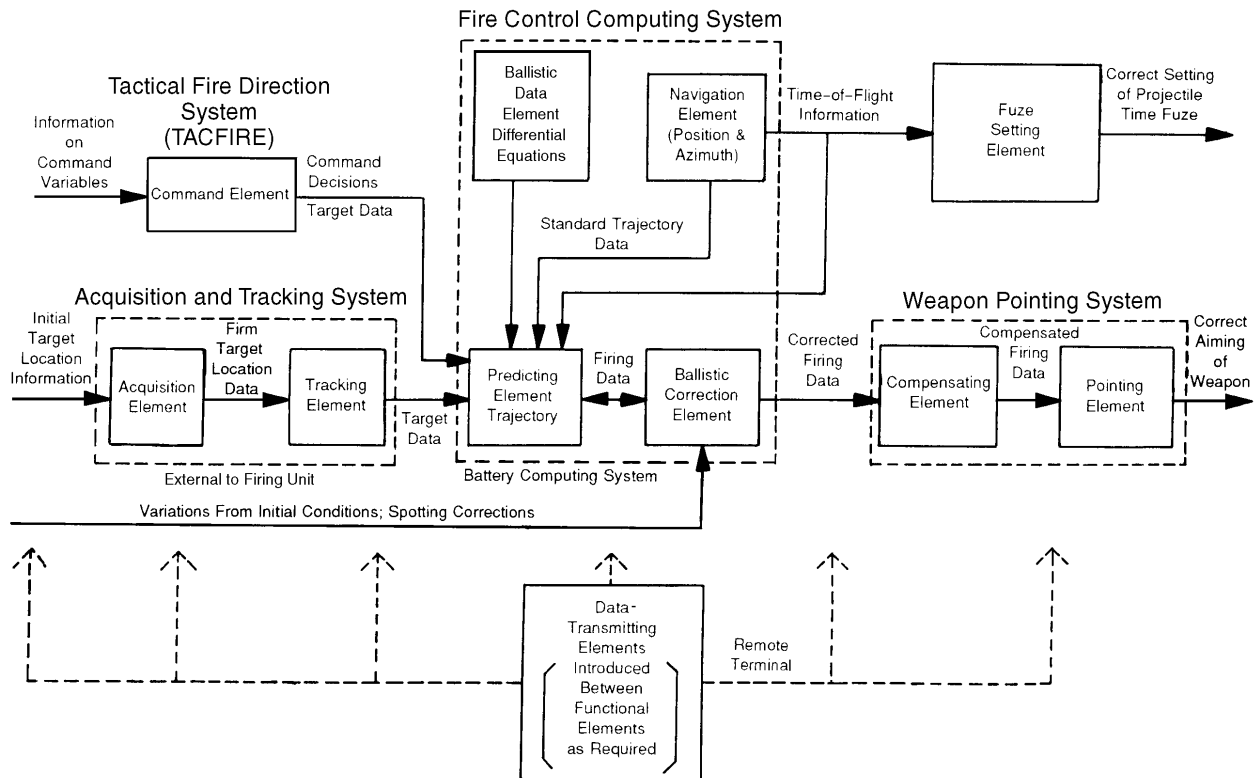 Fire Control Computing System
Tactical Fire Direction
System
(TACFIRE)
Information
on
Command
Variables
Command Element
Command
Decisions
Target Data
Ballistic
Data
Element
Differential
Equations
Navigation
Element
(Position &
Azimuth)
Time-of-Flight
Information
Fuze
Setting
Element
Correct Setting
of Projectile
Time Fuze
Standard Trajectory
Data
Acquisition and Tracking System
Initial
Target
Location
Information
Acquisition
Element
Firm
Target
Location
Data
Tracking
Element
Target
Data
External to Firing Unit
Predicting
Element
Trajectory
Firing
Data
Ballistic
Correction
Element
Battery Computing System
Corrected
Firing
Data
Weapon Pointing System
Compensating
Element
Compensated
Firing
Data
Pointing
Element
Correct
Aiming
of
Weapon
Variations From Initial Conditions; Spotting Corrections
Data-
Transmitting
Elements
Introduced
Between
Functional
Elements
as Required
Remote
Terminal